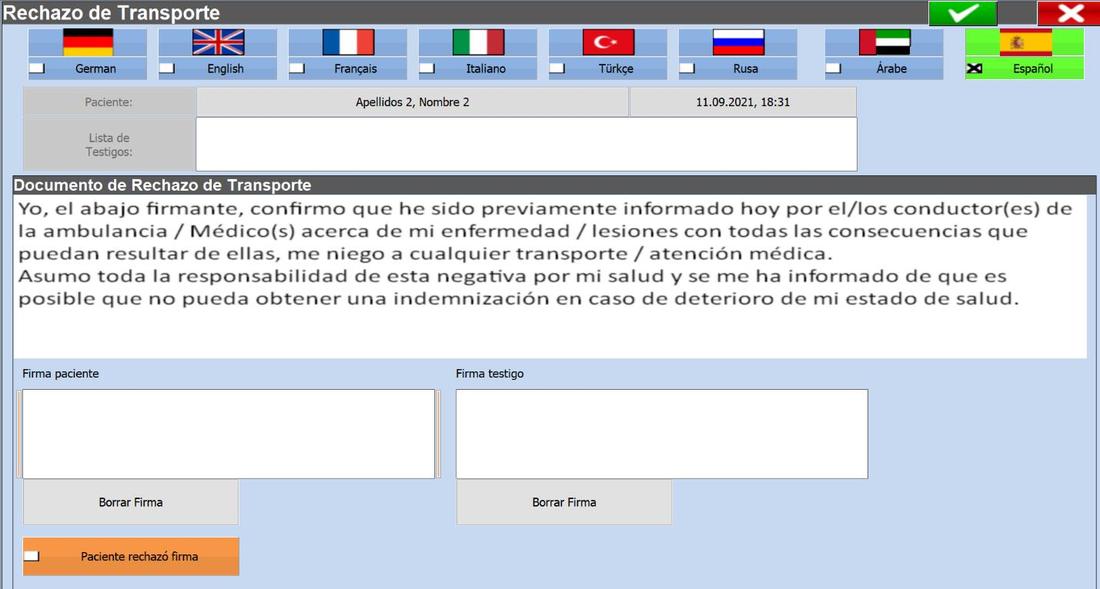 Rechazo de Transporte
German
English
Français
Italiano
Türkçe
Rusa
Árabe
Español
Paciente:
Apellidos 2, Nombre 2
11.09.2021, 18:31
Lista de
Testigos:
Documento de Rechazo de Transporte
Yo, el abajo firmante, confirmo que he sido previamente informado hoy por el/los conductor(es) de
la ambulancia / Médico(s) acerca de mi enfermedad / lesiones con todas las consecuencias que
puedan resultar de ellas, me niego a cualquier transporte / atención médica.
Asumo toda la responsabilidad de esta negativa por mi salud y se me ha informado de que es
posible que no pueda obtener una indemnización en caso de deterioro de mi estado de salud.
Firma paciente
Firma testigo
Borrar Firma
Borrar Firma
Paciente rechazó firma